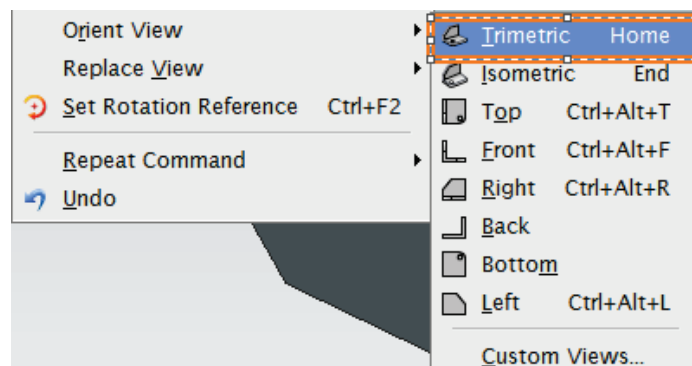 Orient View
Replace View
Set Rotation Reference Ctrl+F2
Repeat Command
Undo
Trimetric Home
Isometric End
Top Ctrl+Alt+T
Front Ctrl+Alt+F
Right Ctrl+Alt+R
Back
Bottom
Left Ctrl+Alt+L
Custom Views...